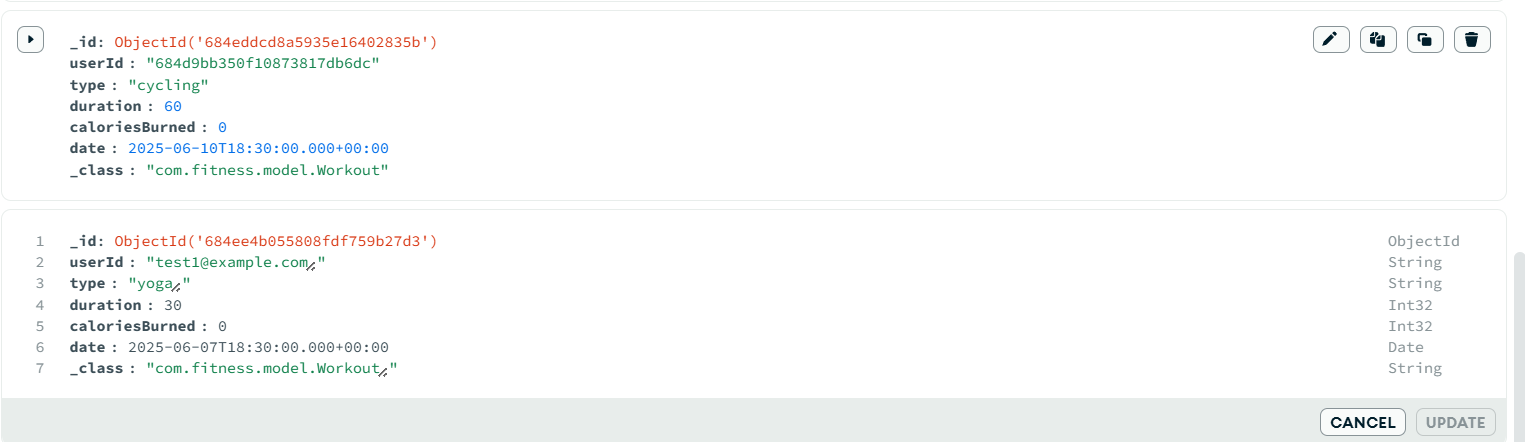 _id: ObjectId('684eddcd8a5935e16402835b')
userId : "684d9bb350f10873817db6dc"
type : "cycling"
duration : 60
caloriesBurned : 0
date : 2025-06-10T18:30:00.000+00:00
_class : "com.fitness.model.Workout"
1 _id: ObjectId('684ee4b055808fdf759b27d3') ObjectId
2 userId : "test1@example.com" String
3 type : "yoga" String
4 duration : 30 Int32
5 caloriesBurned : 0 Int32
6 date : 2025-06-07T18:30:00.000+00:00 Date
7 _class : "com.fitness.model.Workout" String
CANCEL UPDATE